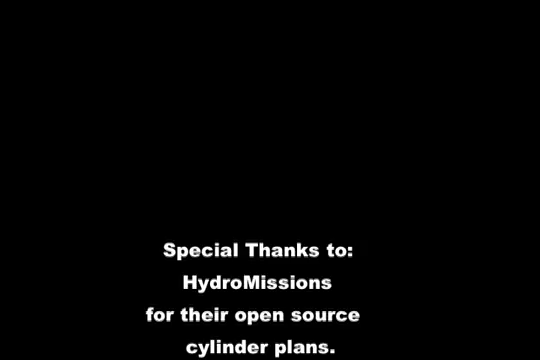 Special Thanks to:
HydroMissions
for their open source
cylinder plans.